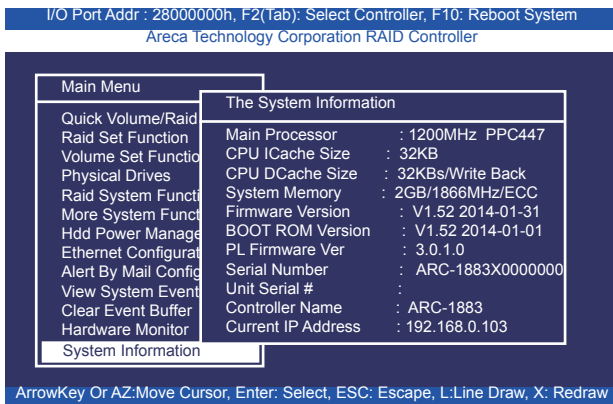 I/O Port Addr : 28000000h, F2(Tab): Select Controller, F10: Reboot System
Areca Technology Corporation RAID Controller
Main Menu
Quick Volume/Raid
Raid Set Function
Volume Set Functio
Physical Drives
Raid System Functi
More System Funct
Hdd Power Manage
Ethernet Configurat
Alert By Mail Config
View System Event
Clear Event Buffer
Hardware Monitor
System Information
The System Information
Main Processor : 1200MHz PPC447
CPU ICache Size : 32KB
CPU DCache Size : 32KBs/Write Back
System Memory : 2GB/1866MHz/ECC
Firmware Version : V1.52 2014-01-31
BOOT ROM Version : V1.52 2014-01-01
PL Firmware Ver : 3.0.1.0
Serial Number : ARC-1883X0000000
Unit Serial # :
Controller Name : ARC-1883
Current IP Address : 192.168.0.103
ArrowKey Or AZ:Move Cursor, Enter: Select, ESC: Escape, L:Line Draw, X: Redraw